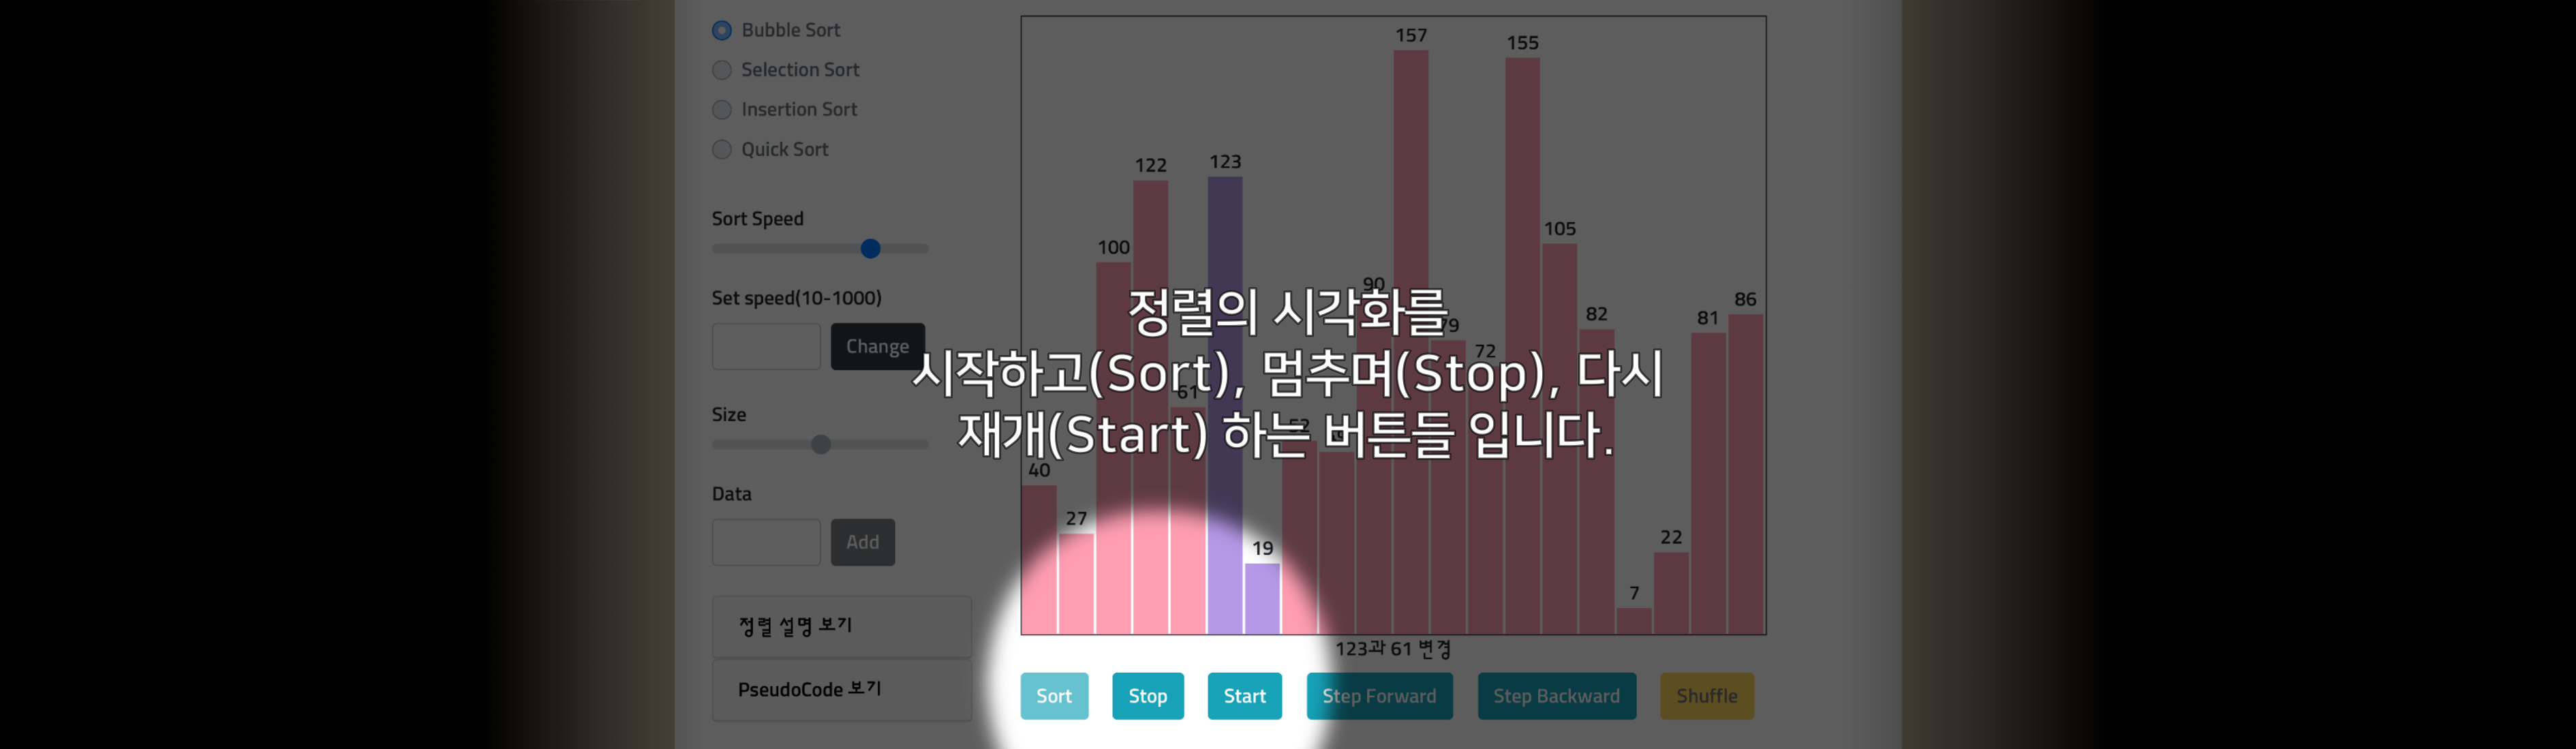 Bubble Sort
Selection Sort
Insertion Sort
Quick Sort
Sort Speed
Set speed(10-1000)
Change
Size
Data
Add
정렬 설명 보기
PseudoCode 보기
157
155
122
123
100
105
90
86
81
82
79
72
61
52
40
27
19
22
7
정렬의 시각화를
시작하고(Sort), 멈추며(Stop), 다시
재개(Start) 하는 버튼들 입니다.
123과 61 변경
Sort Stop Start Step Forward Step Backward Shuffle